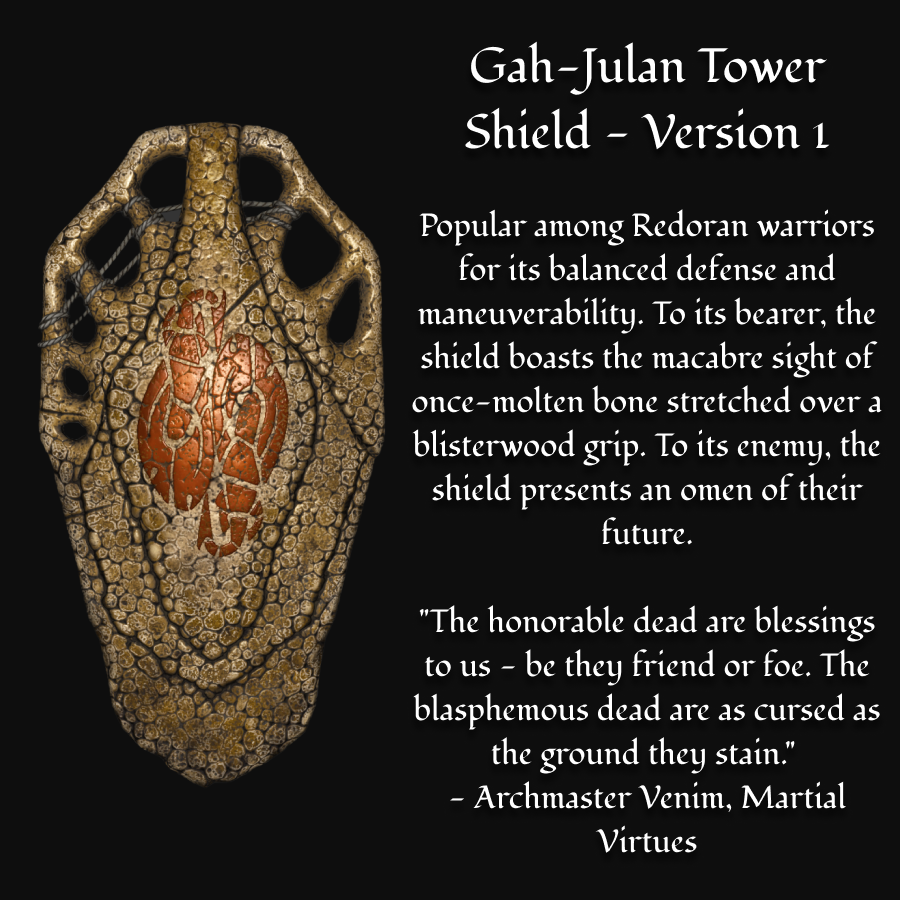 Gah-Julan Tower
Shield - Version 1
Popular among Redoran warriors
for its balanced defense and
maneuverability. To its bearer, the
shield boasts the macabre sight of
once-molten bone stretched over a
blisterwood grip. To its enemy, the
shield presents an omen of their
future.
"The honorable dead are blessings
to us - be they friend or foe. The
blasphemous dead are as cursed as
the ground they stain."
- Archmaster Venim, Martial
Virtues